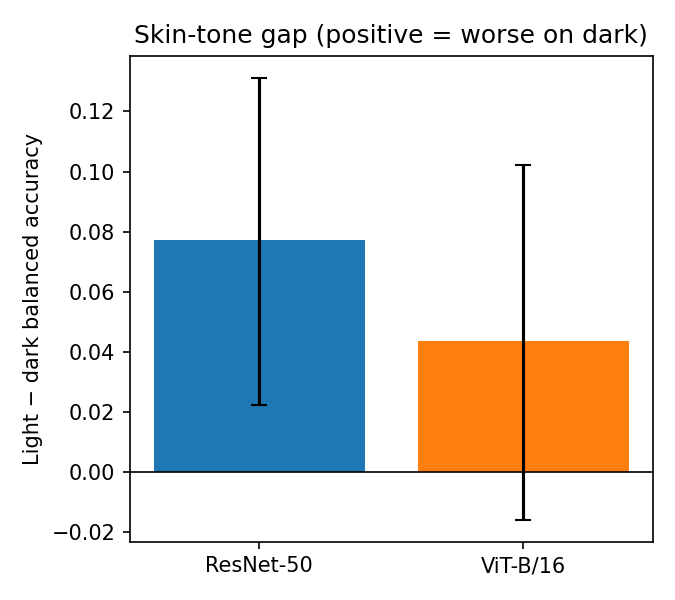 Skin-tone gap (positive = worse on dark)
Light − dark balanced accuracy
0.12
0.10
0.08
0.06
0.04
0.02
0.00
−0.02
ResNet-50
ViT-B/16